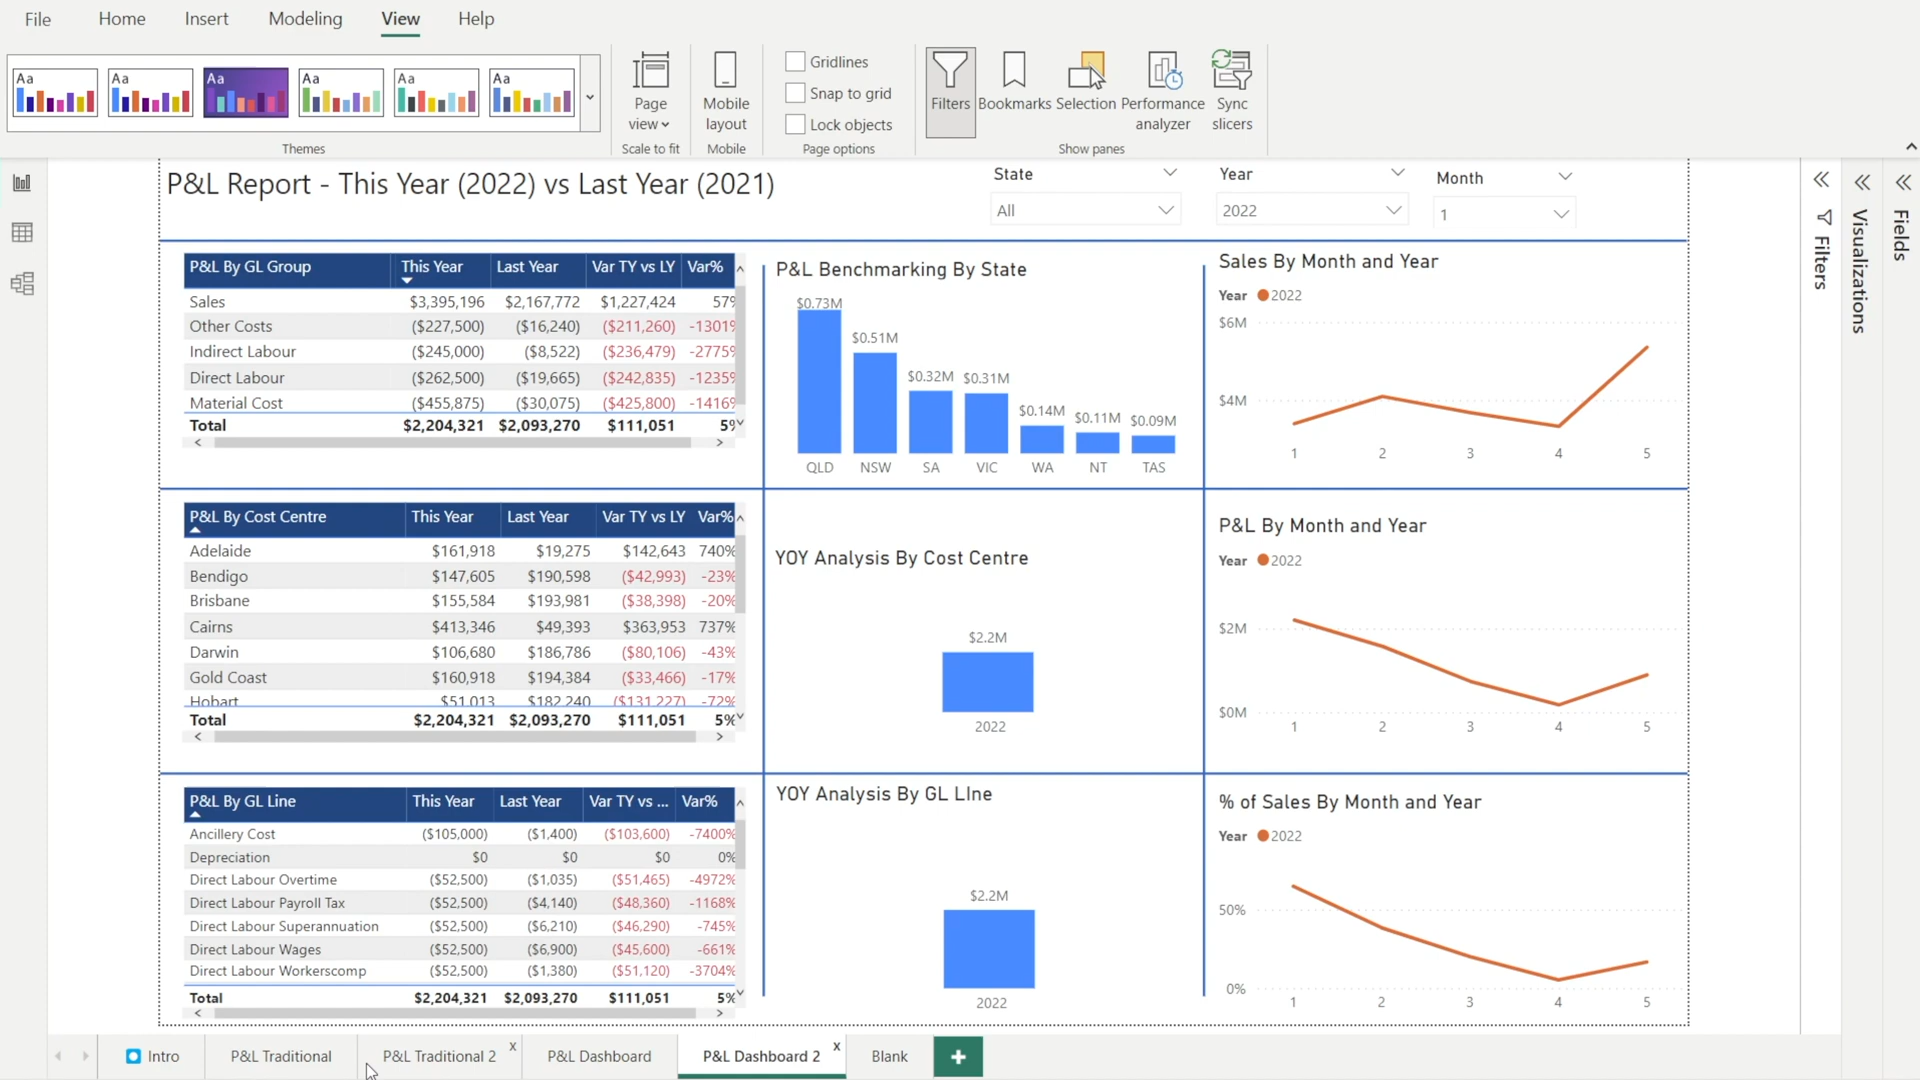 File Home Insert Modeling View Help
Aa Aa Aa Aa Aa Aa
Themes
Page view
Scale to fit
Mobile layout
Mobile
Gridlines
Snap to grid
Lock objects
Page options
Filters
Bookmarks
Selection
Performance analyzer
Sync slicers
Show panes
P&L Report - This Year (2022) vs Last Year (2021)
State
All
Year
2022
Month
1
Filters
Visualizations
Fields
P&L By GL Group This Year Last Year Var TY vs LY Var%
Sales $3,395,196 $2,167,772 $1,227,424 57%
Other Costs ($227,500) ($16,240) ($211,260) -1301%
Indirect Labour ($245,000) ($8,522) ($236,479) -2775%
Direct Labour ($262,500) ($19,665) ($242,835) -1235%
Material Cost ($455,875) ($30,075) ($425,800) -1416%
Total $2,204,321 $2,093,270 $111,051 5%
P&L Benchmarking By State
$0.73M
$0.51M
$0.32M $0.31M
$0.14M $0.11M $0.09M
QLD NSW SA VIC WA NT TAS
Sales By Month and Year
Year 2022
$6M
$4M
1 2 3 4 5
P&L By Cost Centre This Year Last Year Var TY vs LY Var%
Adelaide $161,918 $19,275 $142,643 740%
Bendigo $147,605 $190,598 ($42,993) -23%
Brisbane $155,584 $193,981 ($38,398) -20%
Cairns $413,346 $49,393 $363,953 737%
Darwin $106,680 $186,786 ($80,106) -43%
Gold Coast $160,918 $194,384 ($33,466) -17%
Hobart $51,013 $182,240 ($131,227) -72%
Total $2,204,321 $2,093,270 $111,051 5%
YOY Analysis By Cost Centre
$2.2M
2022
P&L By Month and Year
Year 2022
$2M
$0M
1 2 3 4 5
P&L By GL Line This Year Last Year Var TY vs ... Var%
Ancillery Cost ($105,000) ($1,400) ($103,600) -7400%
Depreciation $0 $0 $0 0%
Direct Labour Overtime ($52,500) ($1,035) ($51,465) -4972%
Direct Labour Payroll Tax ($52,500) ($4,140) ($48,360) -1168%
Direct Labour Superannuation ($52,500) ($6,210) ($46,290) -745%
Direct Labour Wages ($52,500) ($6,900) ($45,600) -661%
Direct Labour Workerscomp ($52,500) ($1,380) ($51,120) -3704%
Total $2,204,321 $2,093,270 $111,051 5%
YOY Analysis By GL LIne
$2.2M
2022
% of Sales By Month and Year
Year 2022
50%
0%
1 2 3 4 5
Intro P&L Traditional P&L Traditional 2 x P&L Dashboard P&L Dashboard 2 x Blank +